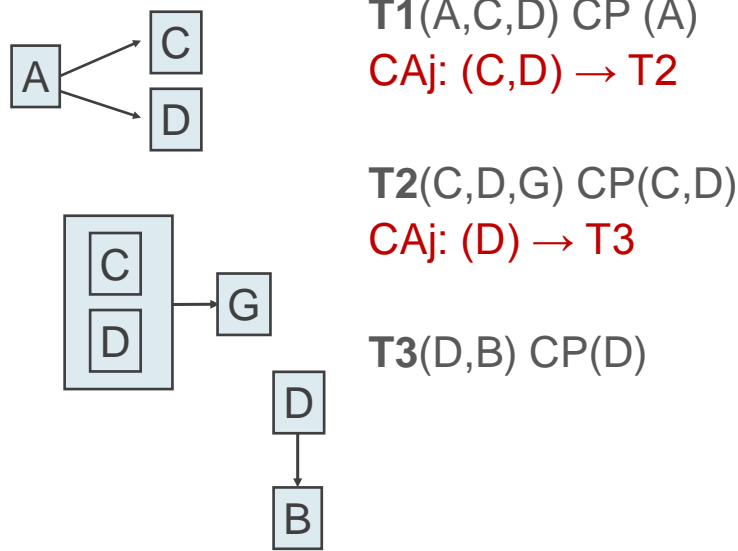 A
C
D
T1(A,C,D) CP (A)
CAj: (C,D) → T2
C
D
G
T2(C,D,G) CP(C,D)
CAj: (D) → T3
D
B
T3(D,B) CP(D)